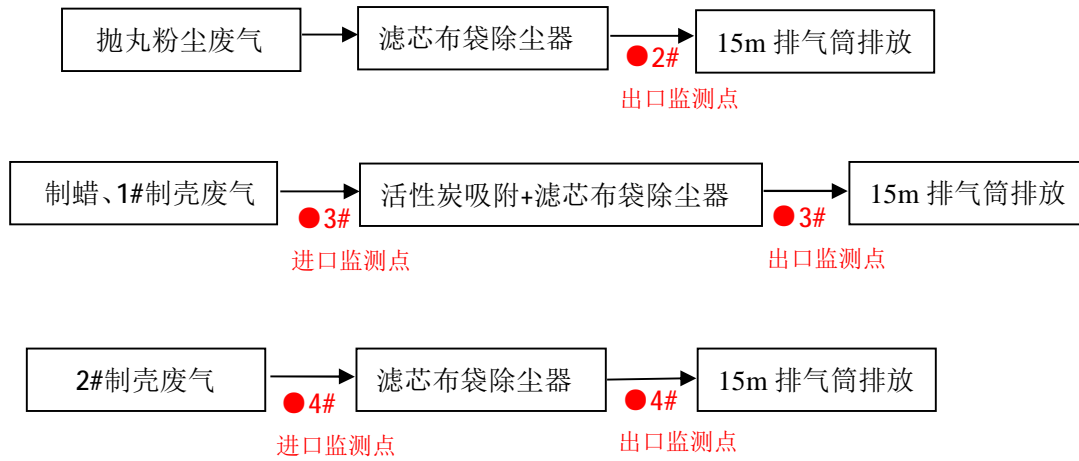 抛丸粉尘废气
滤芯布袋除尘器
15m 排气筒排放
●2#
出口监测点
制蜡、1#制壳废气
活性炭吸附+滤芯布袋除尘器
15m 排气筒排放
●3#
进口监测点
●3#
出口监测点
2#制壳废气
滤芯布袋除尘器
15m 排气筒排放
●4#
进口监测点
●4#
出口监测点